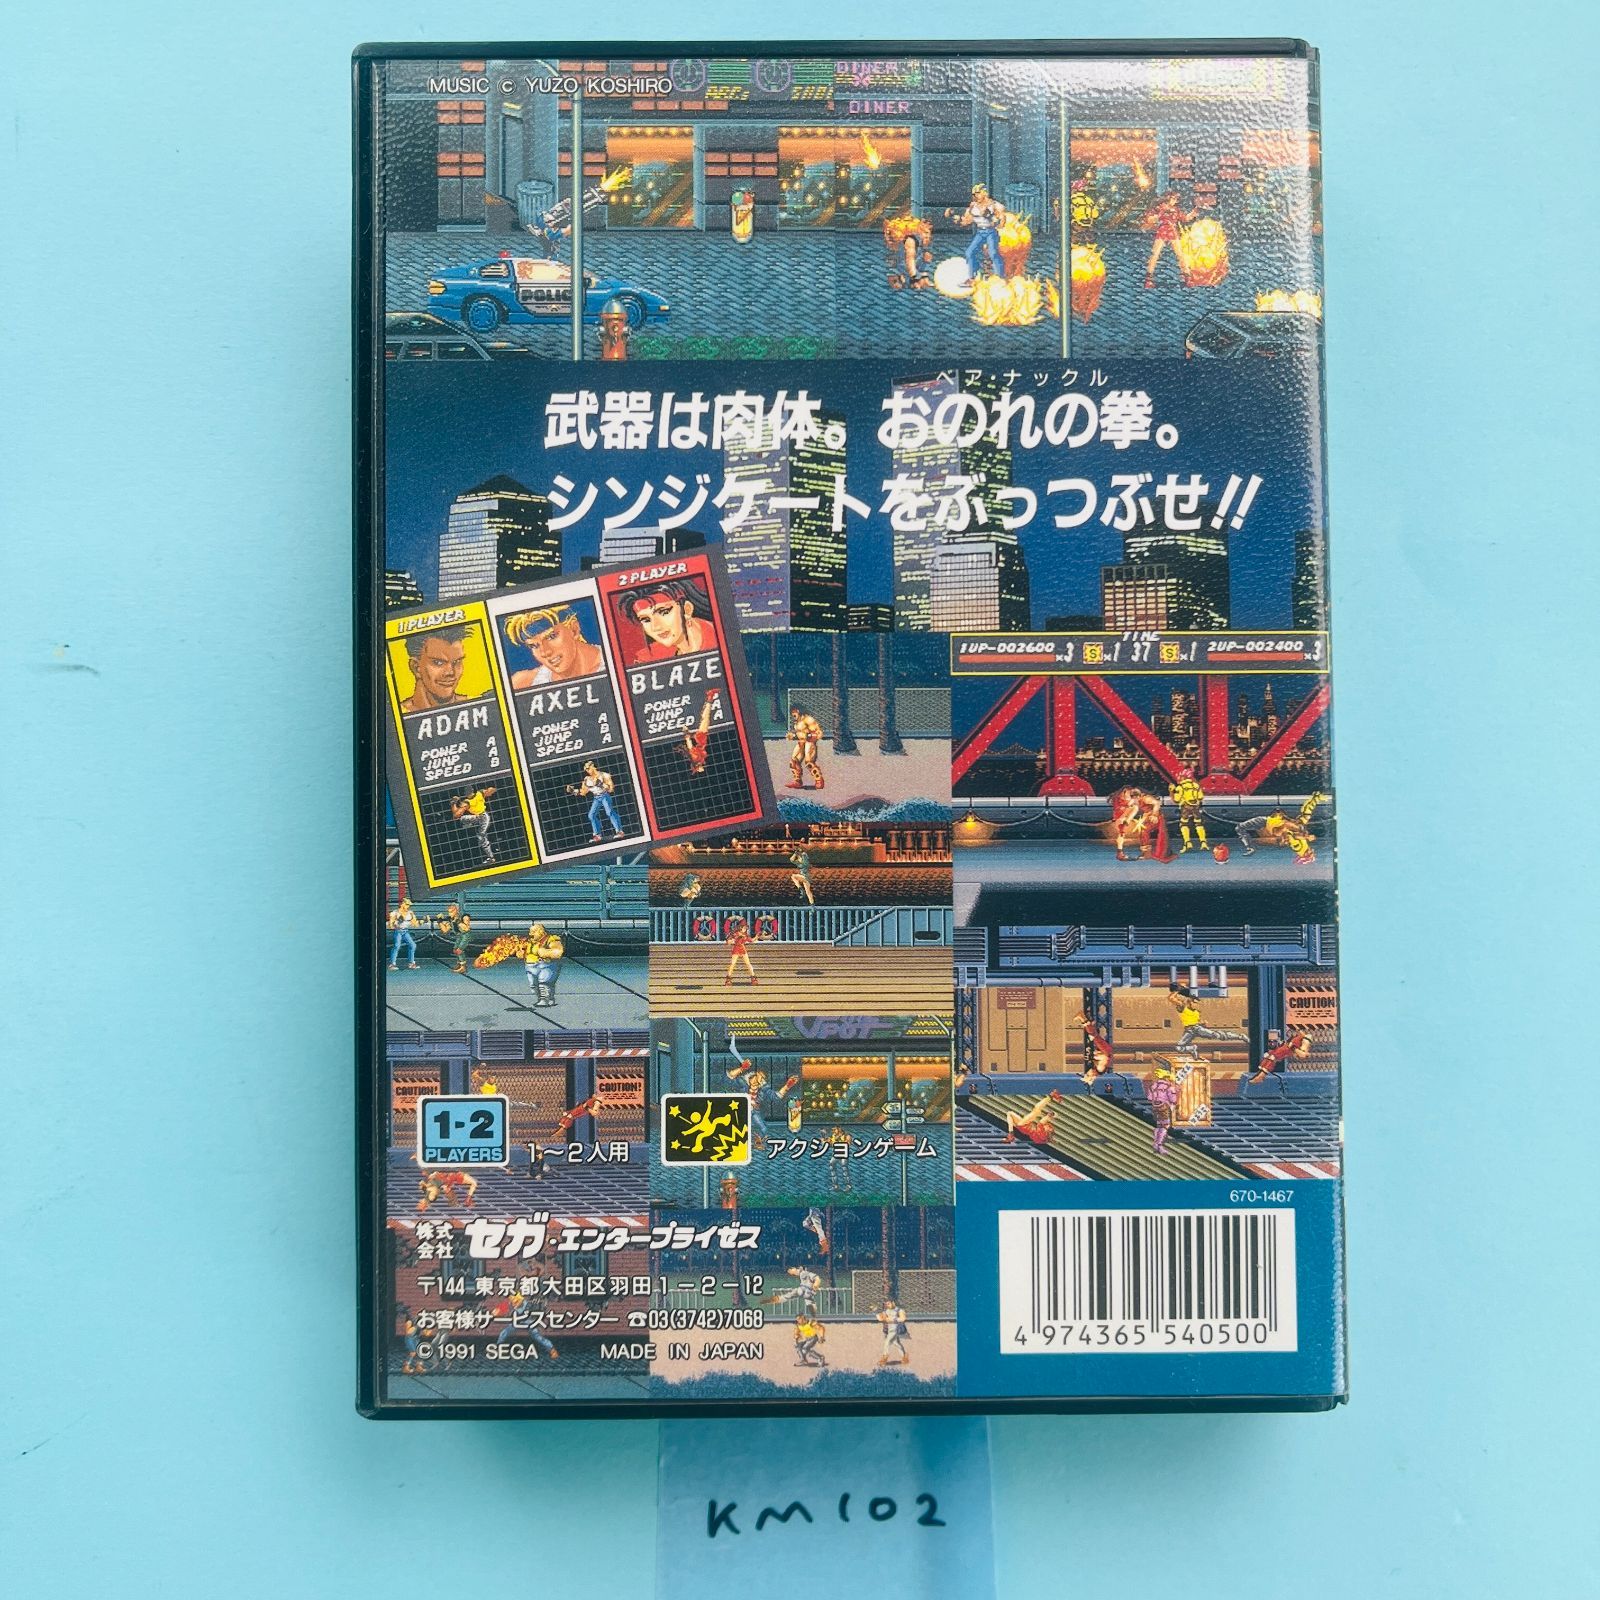 MUSIC © YUZO KOSHIRO
DINER
DINER
POLIC
ベア・ナックル
武器は肉体。おのれの拳。
シンジケートをぶっつぶせ!!
1 PLAYER
2 PLAYER
ADAM
AXEL
BLAZE
POWER A
JUMP A
SPEED B
POWER A
JUMP B
SPEED A
POWER
JUMP A
SPEED A
TIME
1UP-002600 ×3 S×1 37 S×1 2UP-002400 ×3
CAUTION
CAUTION!
CAUTION!
1-2
PLAYERS
1〜2人用
アクションゲーム
670-1467
株式会社 セガ・エンタープライゼス
〒144 東京都大田区羽田1-2-12
お客様サービスセンター ☎03(3742)7068
© 1991 SEGA MADE IN JAPAN
4 974365 540500
KM102